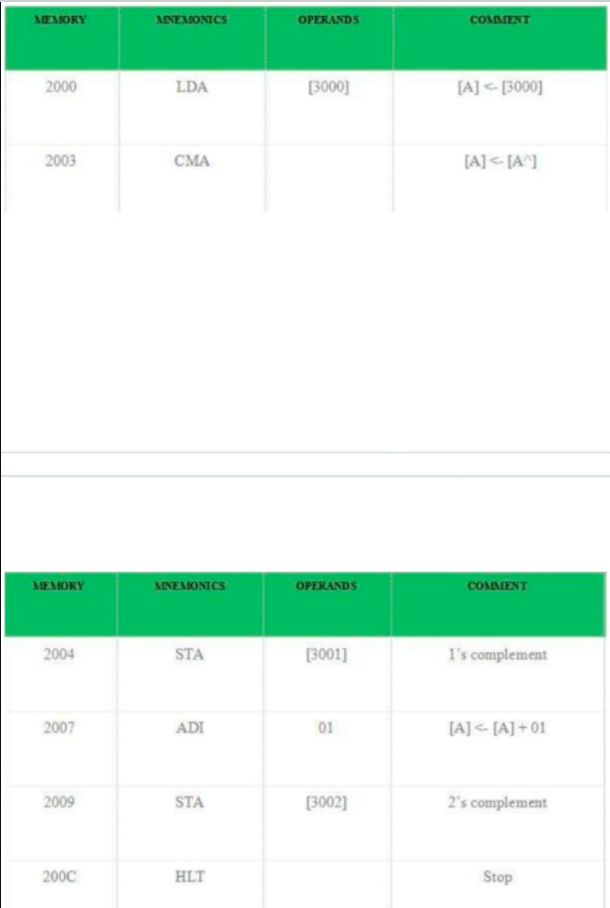 MEMORY MNEMONICS OPERANDS COMMENT
2000 LDA [3000] [A] <- [3000]
2003 CMA [A] <- [A^]
MEMORY MNEMONICS OPERANDS COMMENT
2004 STA [3001] 1's complement
2007 ADI 01 [A] <- [A] + 01
2009 STA [3002] 2's complement
200C HLT Stop